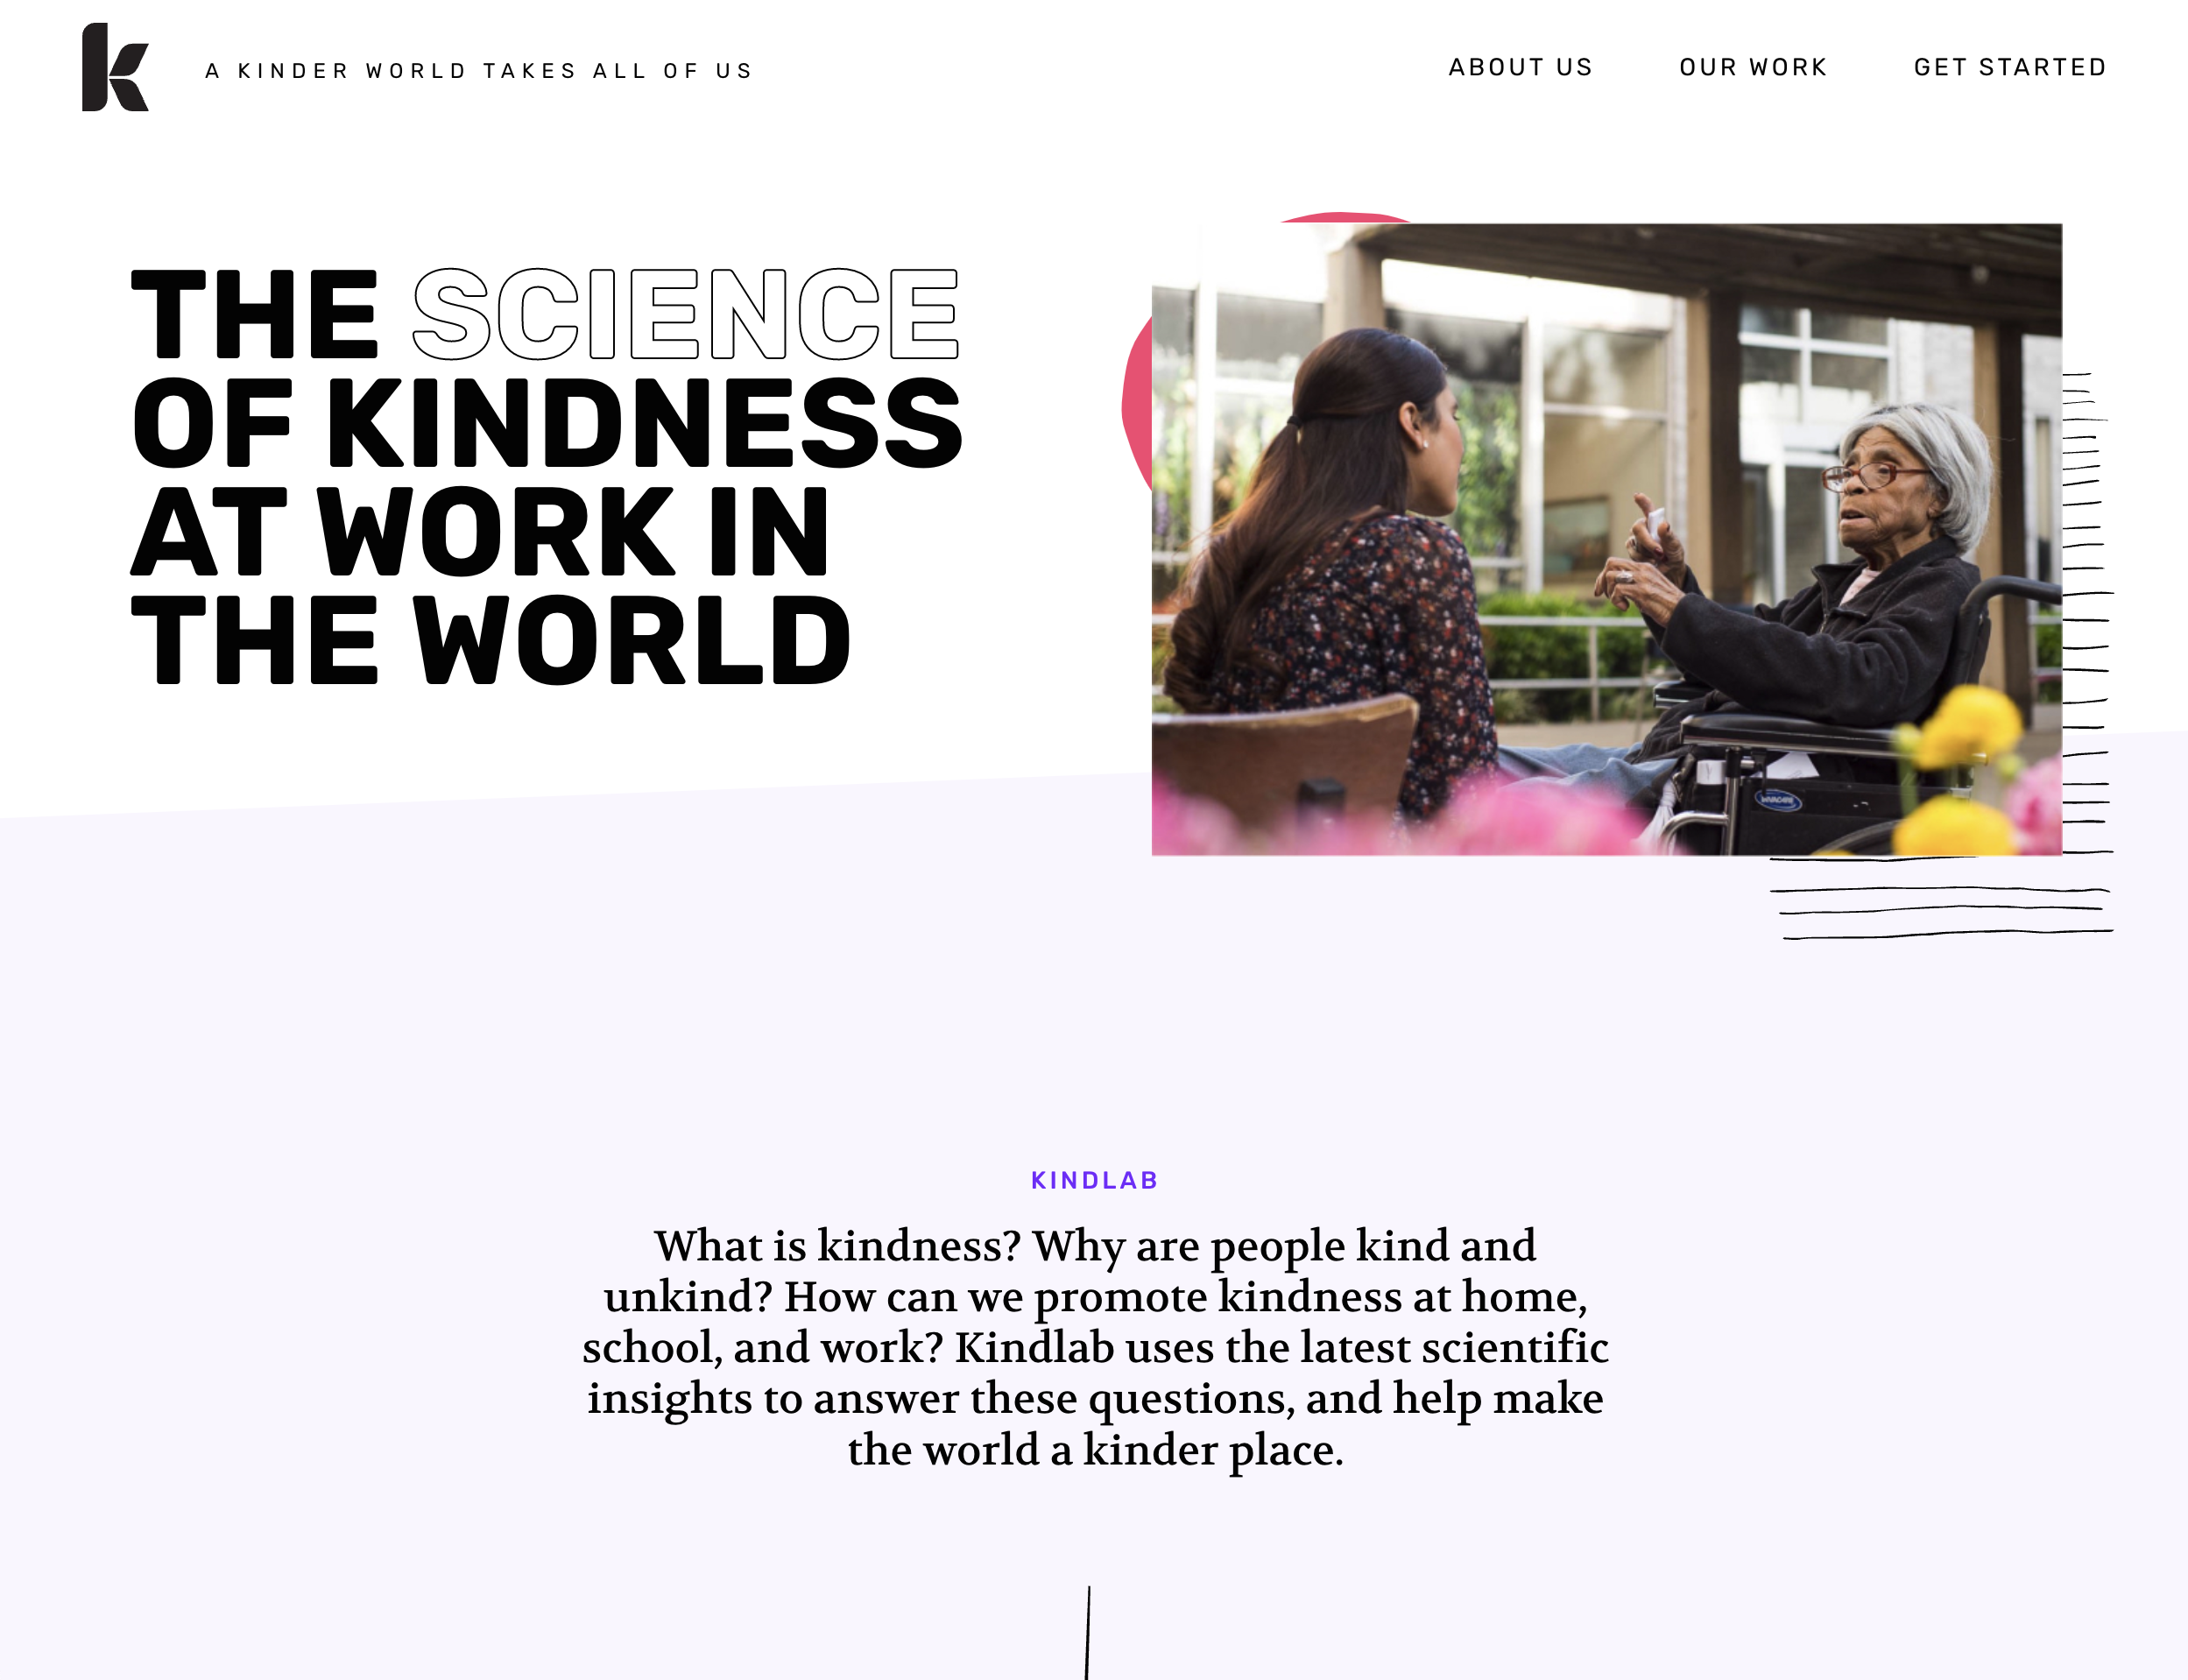 k
A KINDER WORLD TAKES ALL OF US
ABOUT US
OUR WORK
GET STARTED
THE SCIENCE
OF KINDNESS
AT WORK IN
THE WORLD
INVACARE
KINDLAB
What is kindness? Why are people kind and
unkind? How can we promote kindness at home,
school, and work? Kindlab uses the latest scientific
insights to answer these questions, and help make
the world a kinder place.